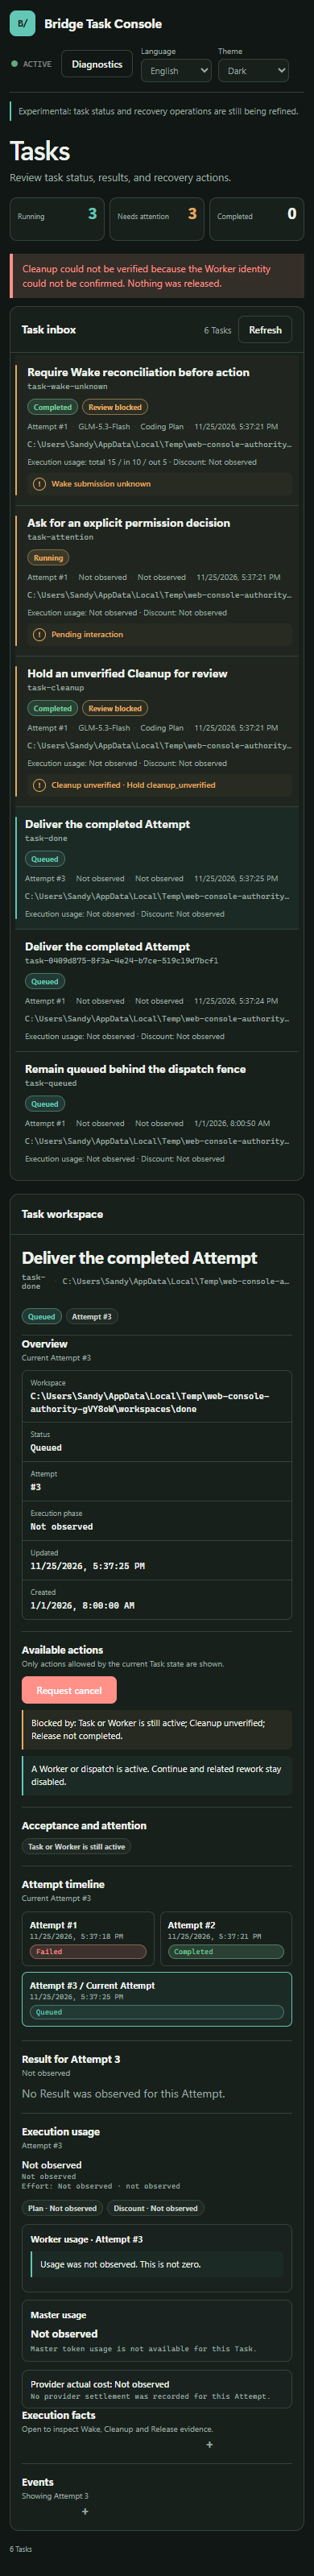 B/ Bridge Task Console
ACTIVE
Diagnostics
Language
English
Theme
Dark
Experimental: task status and recovery operations are still being refined.
Tasks
Review task status, results, and recovery actions.
Running 3
Needs attention 3
Completed 0
Cleanup could not be verified because the Worker identity
could not be confirmed. Nothing was released.
Task inbox
6 Tasks
Refresh
Require Wake reconciliation before action
task-wake-unknown
Completed Review blocked
Attempt #1 GLM-5.3-Flash Coding Plan 11/25/2026, 5:37:21 PM
C:\Users\Sandy\AppData\Local\Temp\web-console-authority…
Execution usage: total 15 / in 10 / out 5 · Discount: Not observed
! Wake submission unknown
Ask for an explicit permission decision
task-attention
Running
Attempt #1 Not observed Not observed 11/25/2026, 5:37:21 PM
C:\Users\Sandy\AppData\Local\Temp\web-console-authority…
Execution usage: Not observed · Discount: Not observed
! Pending interaction
Hold an unverified Cleanup for review
task-cleanup
Completed Review blocked
Attempt #1 GLM-5.3-Flash Coding Plan 11/25/2026, 5:37:21 PM
C:\Users\Sandy\AppData\Local\Temp\web-console-authority…
Execution usage: Not observed · Discount: Not observed
! Cleanup unverified · Hold cleanup_unverified
Deliver the completed Attempt
task-done
Queued
Attempt #3 Not observed Not observed 11/25/2026, 5:37:25 PM
C:\Users\Sandy\AppData\Local\Temp\web-console-authority…
Execution usage: Not observed · Discount: Not observed
Deliver the completed Attempt
task-0409d875-8f3a-4e24-b7ce-519c19d7bcf1
Queued
Attempt #1 Not observed Not observed 11/25/2026, 5:37:24 PM
C:\Users\Sandy\AppData\Local\Temp\web-console-authority…
Execution usage: Not observed · Discount: Not observed
Remain queued behind the dispatch fence
task-queued
Queued
Attempt #1 Not observed Not observed 1/1/2026, 8:00:50 AM
C:\Users\Sandy\AppData\Local\Temp\web-console-authority…
Execution usage: Not observed · Discount: Not observed
Task workspace
Deliver the completed Attempt
task-
done
C:\Users\Sandy\AppData\Local\Temp\web-console-a…
Queued Attempt #3
Overview
Current Attempt #3
Workspace
C:\Users\Sandy\AppData\Local\Temp\web-console-
authority-gVY8oW\workspaces\done
Status
Queued
Attempt
#3
Execution phase
Not observed
Updated
11/25/2026, 5:37:25 PM
Created
1/1/2026, 8:00:00 AM
Available actions
Only actions allowed by the current Task state are shown.
Request cancel
Blocked by: Task or Worker is still active; Cleanup unverified;
Release not completed.
A Worker or dispatch is active. Continue and related rework stay
disabled.
Acceptance and attention
Task or Worker is still active
Attempt timeline
Current Attempt #3
Attempt #1
11/25/2026, 5:37:18 PM
Failed
Attempt #2
11/25/2026, 5:37:21 PM
Completed
Attempt #3 / Current Attempt
11/25/2026, 5:37:25 PM
Queued
Result for Attempt 3
Not observed
No Result was observed for this Attempt.
Execution usage
Attempt #3
Not observed
Not observed
Effort: Not observed · not observed
Plan · Not observed Discount · Not observed
Worker usage · Attempt #3
Usage was not observed. This is not zero.
Master usage
Not observed
Master token usage is not available for this Task.
Provider actual cost: Not observed
No provider settlement was recorded for this Attempt.
Execution facts
Open to inspect Wake, Cleanup and Release evidence.
+
Events
Showing Attempt 3
+
6 Tasks